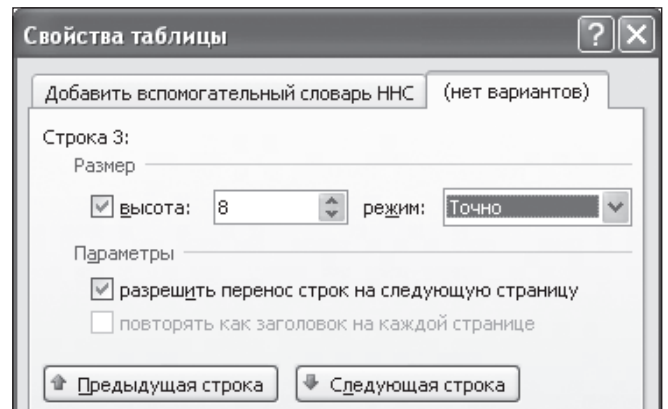 Свойства таблицы
Добавить вспомогательный словарь ННС (нет вариантов)
Строка 3:
Размер
высота: 8 режим: Точно
Параметры
разрешить перенос строк на следующую страницу
повторять как заголовок на каждой странице
Предыдущая строка Следующая строка